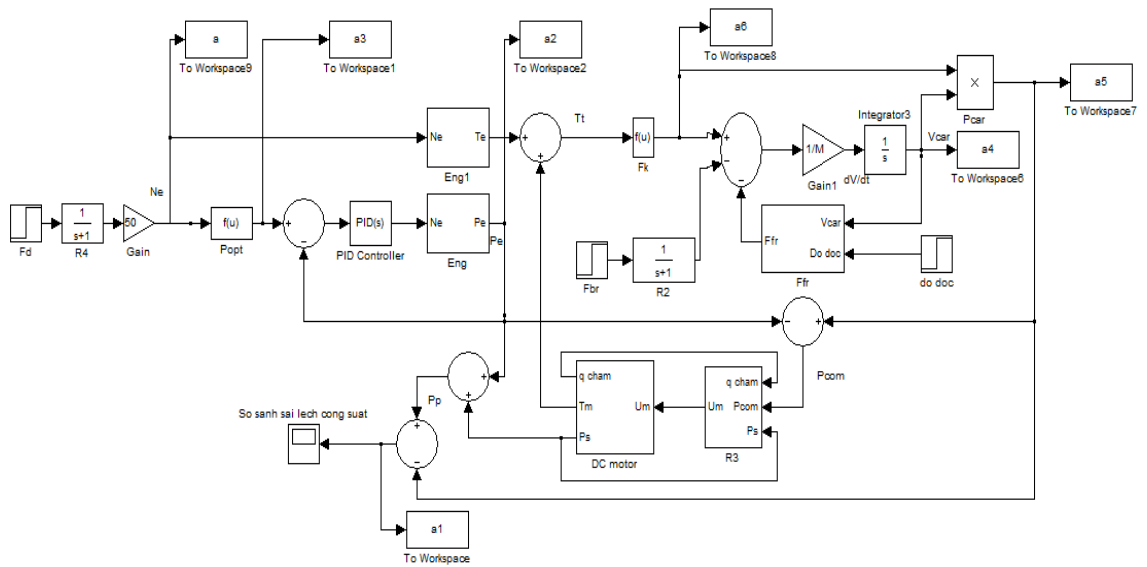 a
To Workspace9
a3
To Workspace1
a2
To Workspace2
a6
To Workspace8
X
Pcar
a5
To Workspace7
Ne
Te
Eng1
+
+
Tt
f(u)
Fk
+
−
−
1/M
Gain1
dV/dt
Integrator3
1
s
Vcar
a4
To Workspace6
Ne
Fd
1
s+1
R4
50
Gain
f(u)
Popt
+
−
PID(s)
PID Controller
Ne
Pe
Eng
Pe
Fbr
1
s+1
R2
Ffr
Vcar
Do doc
Ffr
do doc
−
+
Pcom
+
+
Pp
q cham
Tm
Um
Ps
DC motor
q cham
Um
Pcom
Ps
R3
So sanh sai lech cong suat
+
−
a1
To Workspace